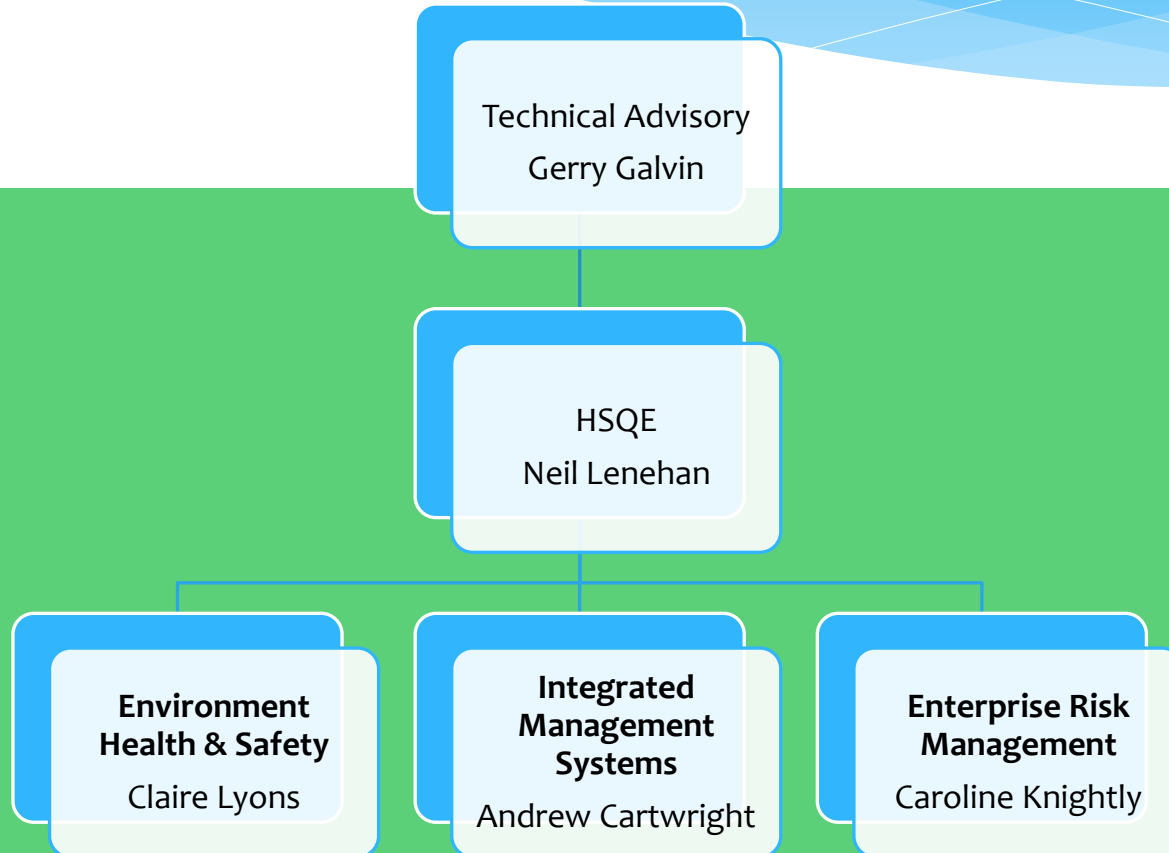 Technical Advisory
Gerry Galvin
HSQE
Neil Lenehan
Environment
Health & Safety
Claire Lyons
Integrated
Management
Systems
Andrew Cartwright
Enterprise Risk
Management
Caroline Knightly